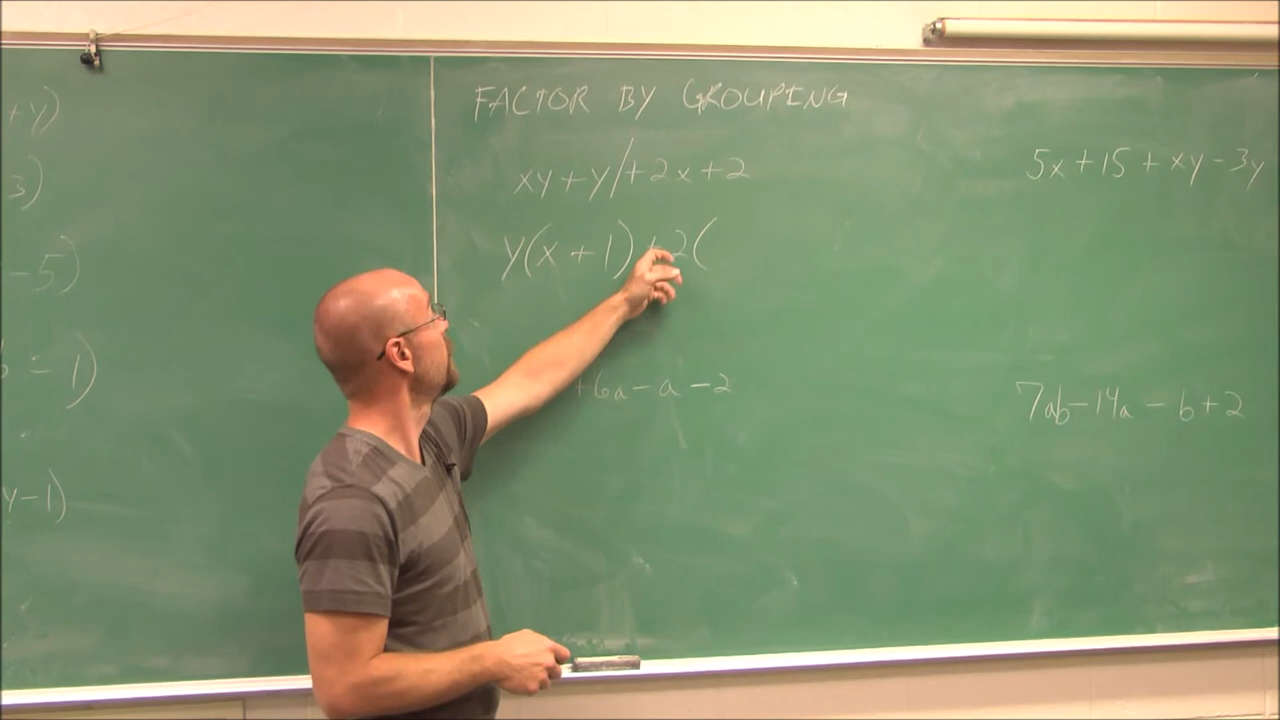 +y)
3)
-5)
-1)
y-1)
FACTOR BY GROUPING
xy+y/+2x+2
y(x+1)+2(
+6a-a-2
5x+15+xy-3y
7ab-14a-b+2